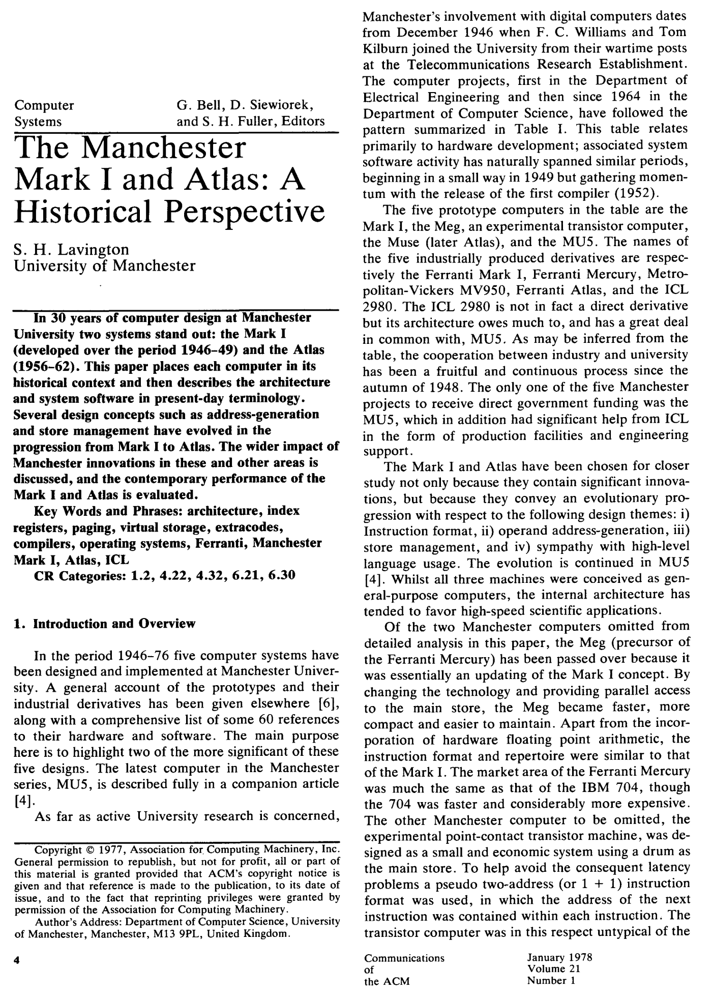 Computer
Systems
G. Bell, D. Siewiorek,
and S. H. Fuller, Editors
The Manchester
Mark I and Atlas: A
Historical Perspective
S. H. Lavington
University of Manchester
In 30 years of computer design at Manchester
University two systems stand out: the Mark I
(developed over the period 1946–49) and the Atlas
(1956–62). This paper places each computer in its
historical context and then describes the architecture
and system software in present-day terminology.
Several design concepts such as address-generation
and store management have evolved in the
progression from Mark I to Atlas. The wider impact of
Manchester innovations in these and other areas is
discussed, and the contemporary performance of the
Mark I and Atlas is evaluated.
Key Words and Phrases: architecture, index
registers, paging, virtual storage, extracodes,
compilers, operating systems, Ferranti, Manchester
Mark I, Atlas, ICL
CR Categories: 1.2, 4.22, 4.32, 6.21, 6.30
1. Introduction and Overview
In the period 1946–76 five computer systems have
been designed and implemented at Manchester Univer-
sity. A general account of the prototypes and their
industrial derivatives has been given elsewhere [6],
along with a comprehensive list of some 60 references
to their hardware and software. The main purpose
here is to highlight two of the more significant of these
five designs. The latest computer in the Manchester
series, MU5, is described fully in a companion article
[4].
As far as active University research is concerned,
Copyright © 1977, Association for Computing Machinery, Inc.
General permission to republish, but not for profit, all or part of
this material is granted provided that ACM's copyright notice is
given and that reference is made to the publication, to its date of
issue, and to the fact that reprinting privileges were granted by
permission of the Association for Computing Machinery.
Author's Address: Department of Computer Science, University
of Manchester, Manchester, M13 9PL, United Kingdom.
Manchester's involvement with digital computers dates
from December 1946 when F. C. Williams and Tom
Kilburn joined the University from their wartime posts
at the Telecommunications Research Establishment.
The computer projects, first in the Department of
Electrical Engineering and then since 1964 in the
Department of Computer Science, have followed the
pattern summarized in Table I. This table relates
primarily to hardware development; associated system
software activity has naturally spanned similar periods,
beginning in a small way in 1949 but gathering momen-
tum with the release of the first compiler (1952).
The five prototype computers in the table are the
Mark I, the Meg, an experimental transistor computer,
the Muse (later Atlas), and the MU5. The names of
the five industrially produced derivatives are respec-
tively the Ferranti Mark I, Ferranti Mercury, Metro-
politan-Vickers MV950, Ferranti Atlas, and the ICL
2980. The ICL 2980 is not in fact a direct derivative
but its architecture owes much to, and has a great deal
in common with, MU5. As may be inferred from the
table, the cooperation between industry and university
has been a fruitful and continuous process since the
autumn of 1948. The only one of the five Manchester
projects to receive direct government funding was the
MU5, which in addition had significant help from ICL
in the form of production facilities and engineering
support.
The Mark I and Atlas have been chosen for closer
study not only because they contain significant innova-
tions, but because they convey an evolutionary pro-
gression with respect to the following design themes: i)
Instruction format, ii) operand address-generation, iii)
store management, and iv) sympathy with high-level
language usage. The evolution is continued in MU5
[4]. Whilst all three machines were conceived as gen-
eral-purpose computers, the internal architecture has
tended to favor high-speed scientific applications.
Of the two Manchester computers omitted from
detailed analysis in this paper, the Meg (precursor of
the Ferranti Mercury) has been passed over because it
was essentially an updating of the Mark I concept. By
changing the technology and providing parallel access
to the main store, the Meg became faster, more
compact and easier to maintain. Apart from the incor-
poration of hardware floating point arithmetic, the
instruction format and repertoire were similar to that
of the Mark I. The market area of the Ferranti Mercury
was much the same as that of the IBM 704, though
the 704 was faster and considerably more expensive.
The other Manchester computer to be omitted, the
experimental point-contact transistor machine, was de-
signed as a small and economic system using a drum as
the main store. To help avoid the consequent latency
problems a pseudo two-address (or 1 + 1) instruction
format was used, in which the address of the next
instruction was contained within each instruction. The
transistor computer was in this respect untypical of the
4
Communications
of
the ACM
January 1978
Volume 21
Number 1